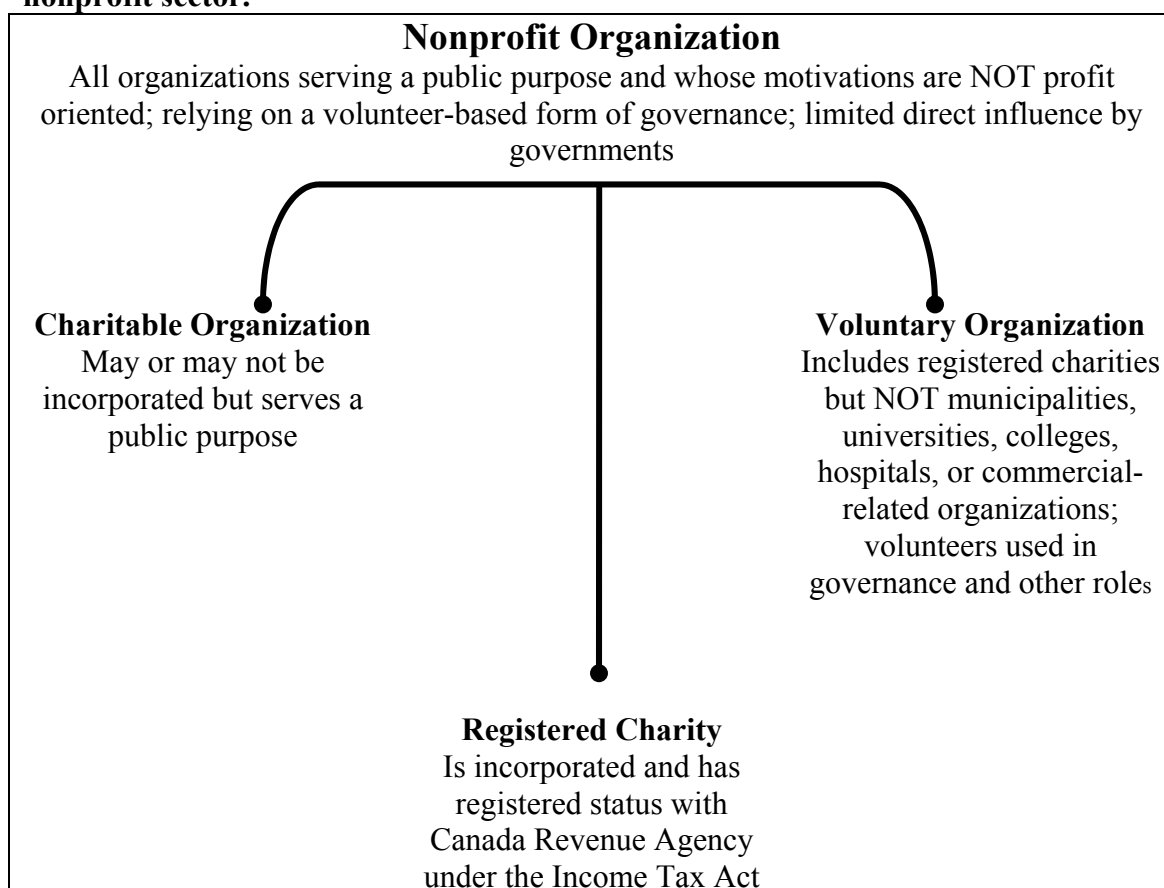 nonprofit sector.
Nonprofit Organization
All organizations serving a public purpose and whose motivations are NOT profit
oriented; relying on a volunteer-based form of governance; limited direct influence by
governments
Charitable Organization
May or may not be
incorporated but serves a
public purpose
Voluntary Organization
Includes registered charities
but NOT municipalities,
universities, colleges,
hospitals, or commercial-
related organizations;
volunteers used in
governance and other roles
Registered Charity
Is incorporated and has
registered status with
Canada Revenue Agency
under the Income Tax Act